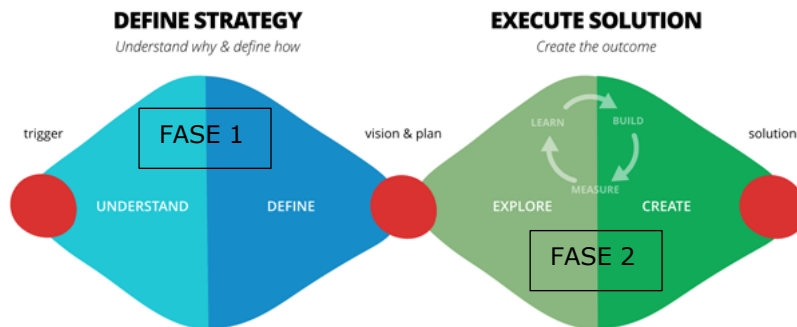 DEFINE STRATEGY
Understand why & define how
EXECUTE SOLUTION
Create the outcome
trigger
FASE 1
vision & plan
LEARN
BUILD
solution
UNDERSTAND
DEFINE
MEASURE
EXPLORE
CREATE
FASE 2